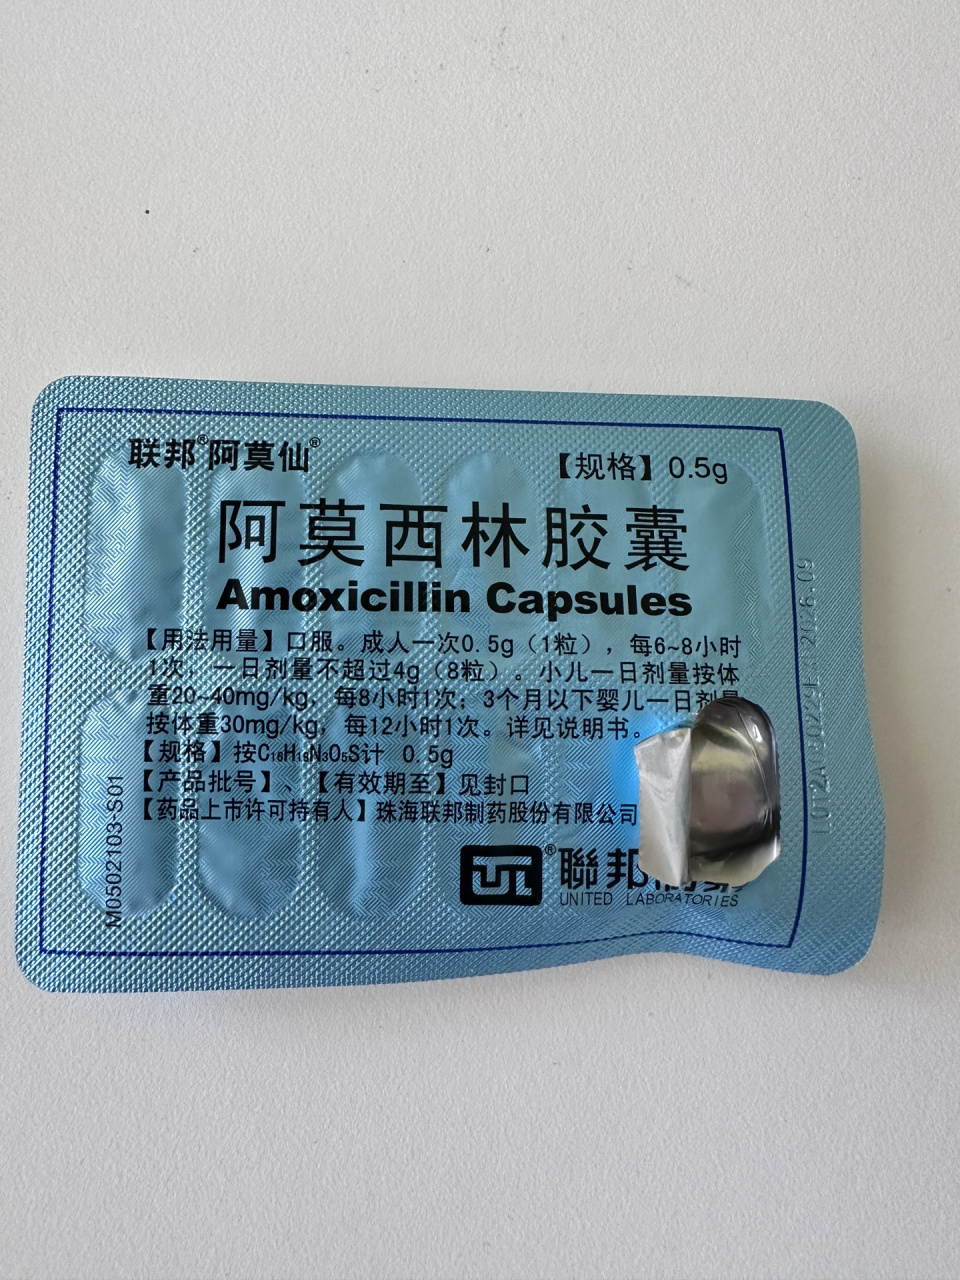 联邦®阿莫仙®
【规格】0.5g
阿莫西林胶囊
Amoxicillin Capsules
【用法用量】口服。成人一次0.5g（1粒），每6~8小时
1次，一日剂量不超过4g（8粒）。小儿一日剂量按体
重20~40mg/kg，每8小时1次；3个月以下婴儿一日剂量
按体重30mg/kg，每12小时1次。详见说明书。
【规格】按C₁₆H₁₉N₃O₅S计 0.5g
【产品批号】、【有效期至】见封口
【药品上市许可持有人】珠海联邦制药股份有限公司
® 聯邦
UNITED LABORATORIES
M0502103-S01
2026.09